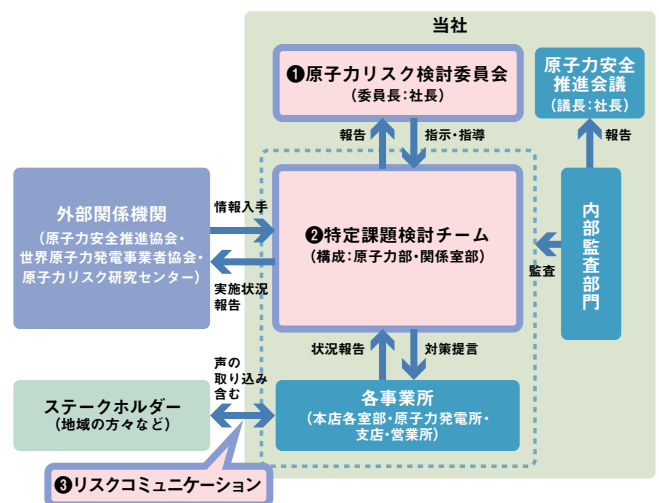 当社
❶原子力リスク検討委員会
(委員長:社長)
原子力安全
推進会議
(議長:社長)
報告
指示・指導
報告
外部関係機関
(原子力安全推進協会・
世界原子力発電事業者協会・
原子力リスク研究センター)
情報入手
実施状況
報告
❷特定課題検討チーム
(構成:原子力部・関係室部)
監査
内部監査部門
状況報告
対策提言
声の
取り込み
含む
ステークホルダー
(地域の方々など)
各事業所
(本店各室部・原子力発電所・
支店・営業所)
❸リスクコミュニケーション